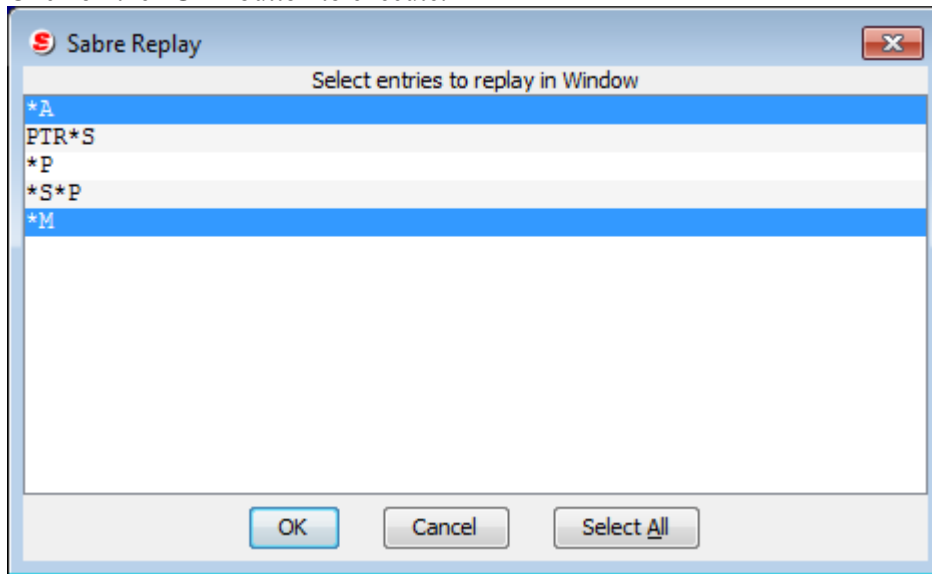 Sabre Replay
Select entries to replay in Window
*A
PTR*S
*P
*S*P
*M
OK Cancel Select All